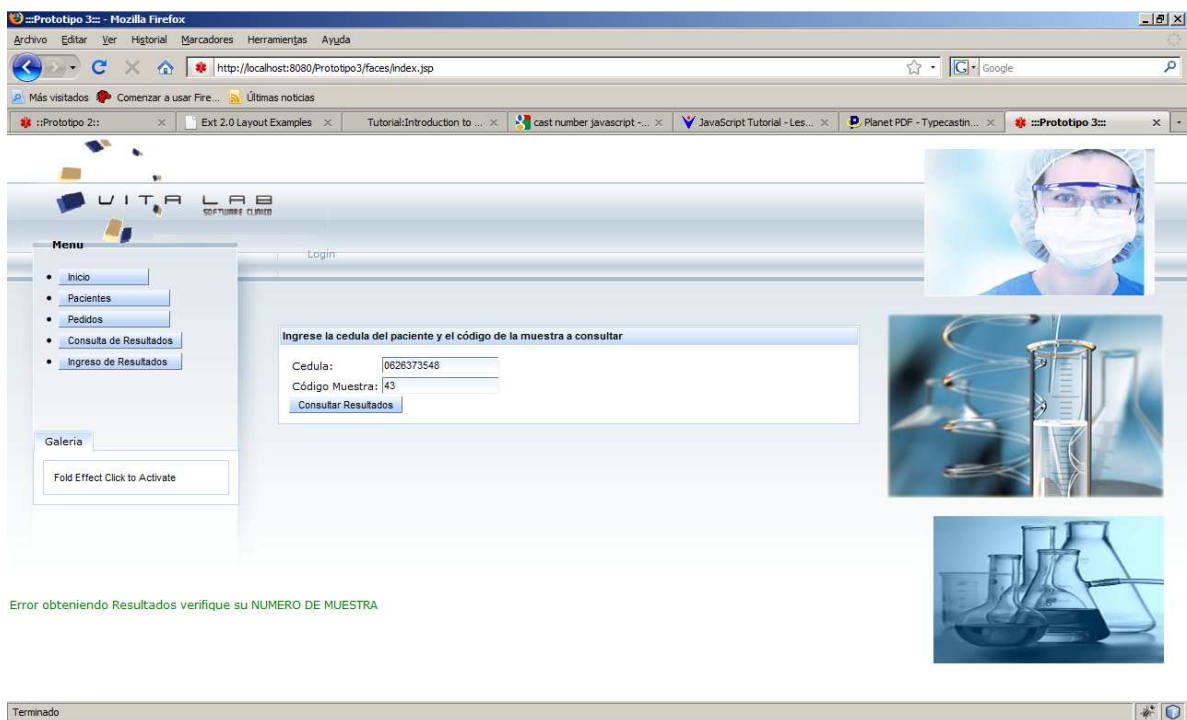 :::Prototipo 3::: - Mozilla Firefox
Archivo Editar Ver Historial Marcadores Herramientas Ayuda
http://localhost:8080/Prototipo3/faces/index.jsp
Google
Más visitados Comenzar a usar Fire... Últimas noticias
::Prototipo 2:: Ext 2.0 Layout Examples Tutorial:Introduction to ... cast number javascript -... JavaScript Tutorial - Les... Planet PDF - Typecastin... :::Prototipo 3:::
VITA LAB
SOFTWARE CLINICO
Menu
Login
Inicio
Pacientes
Pedidos
Consulta de Resultados
Ingreso de Resultados
Ingrese la cedula del paciente y el código de la muestra a consultar
Cedula: 0626373548
Código Muestra: 43
Consultar Resultados
Galeria
Fold Effect Click to Activate
Error obteniendo Resultados verifique su NUMERO DE MUESTRA
Terminado